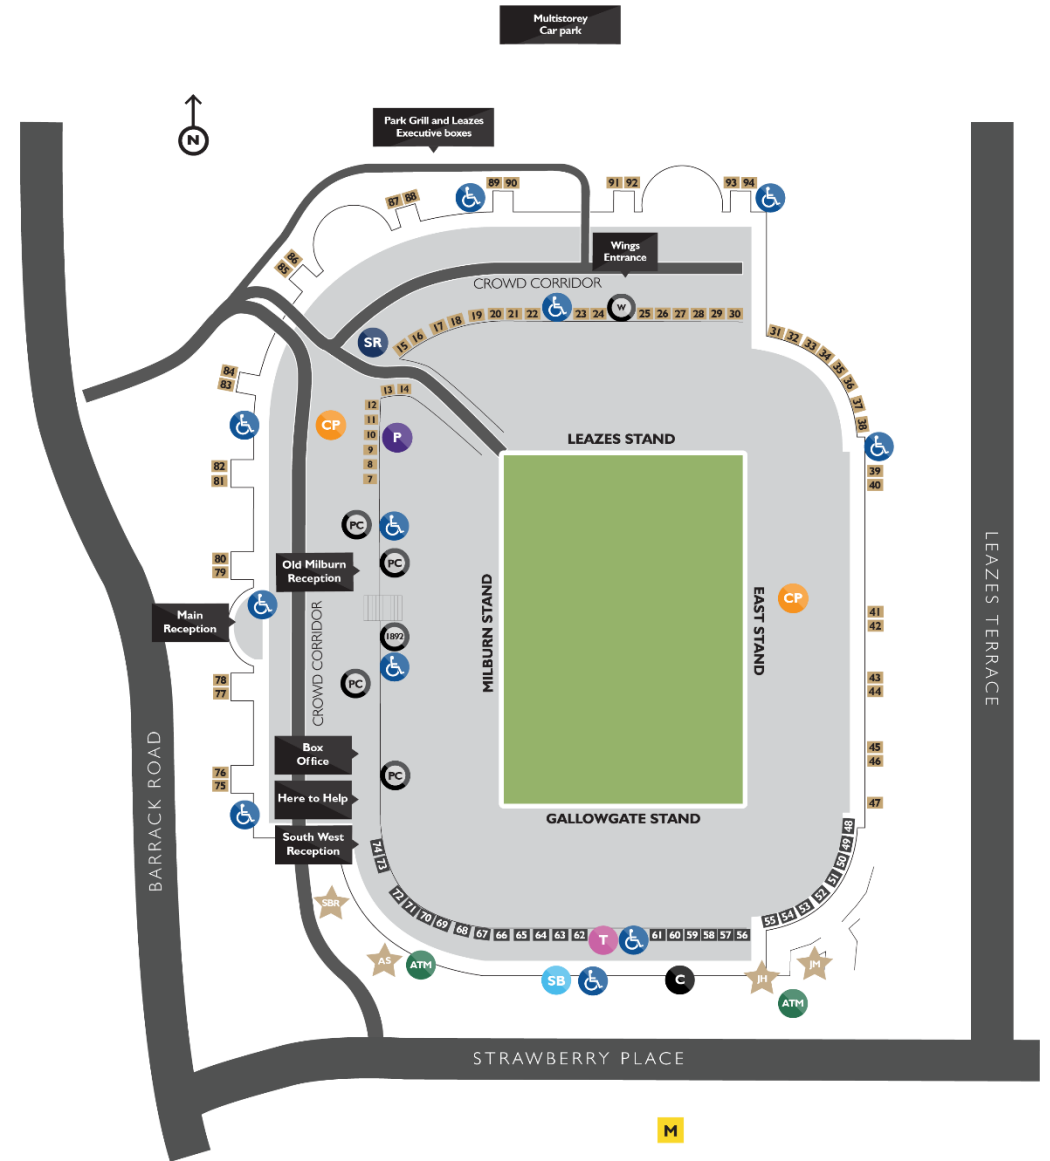 Multistorey
Car park
N
Park Grill and Leazes
Executive boxes
89 90
91 92
93 94
87 88
86
85
Wings
Entrance
CROWD CORRIDOR
W
SR
15 16 17 18 19 20 21 22 23 24 25 26 27 28 29 30
31 32 33 34 35 36 37 38
84
83
13 14
12
11
10
9
8
7
CP
P
LEAZES STAND
39
40
82
81
PC
80
79
Old Milburn
Reception
PC
Main
Reception
CROWD CORRIDOR
1892
MILBURN STAND
EAST STAND
CP
41
42
LEAZES TERRACE
78
77
PC
43
44
Box
Office
45
46
76
75
PC
Here to Help
47
South West
Reception
GALLOWGATE STAND
BARRACK ROAD
74
73
48
49
50
51
52
53
54
55
SBR
72 71 70 69 68 67 66 65 64 63 62
T
61 60 59 58 57 56
AS
ATM
SB
C
JH
JM
ATM
STRAWBERRY PLACE
M